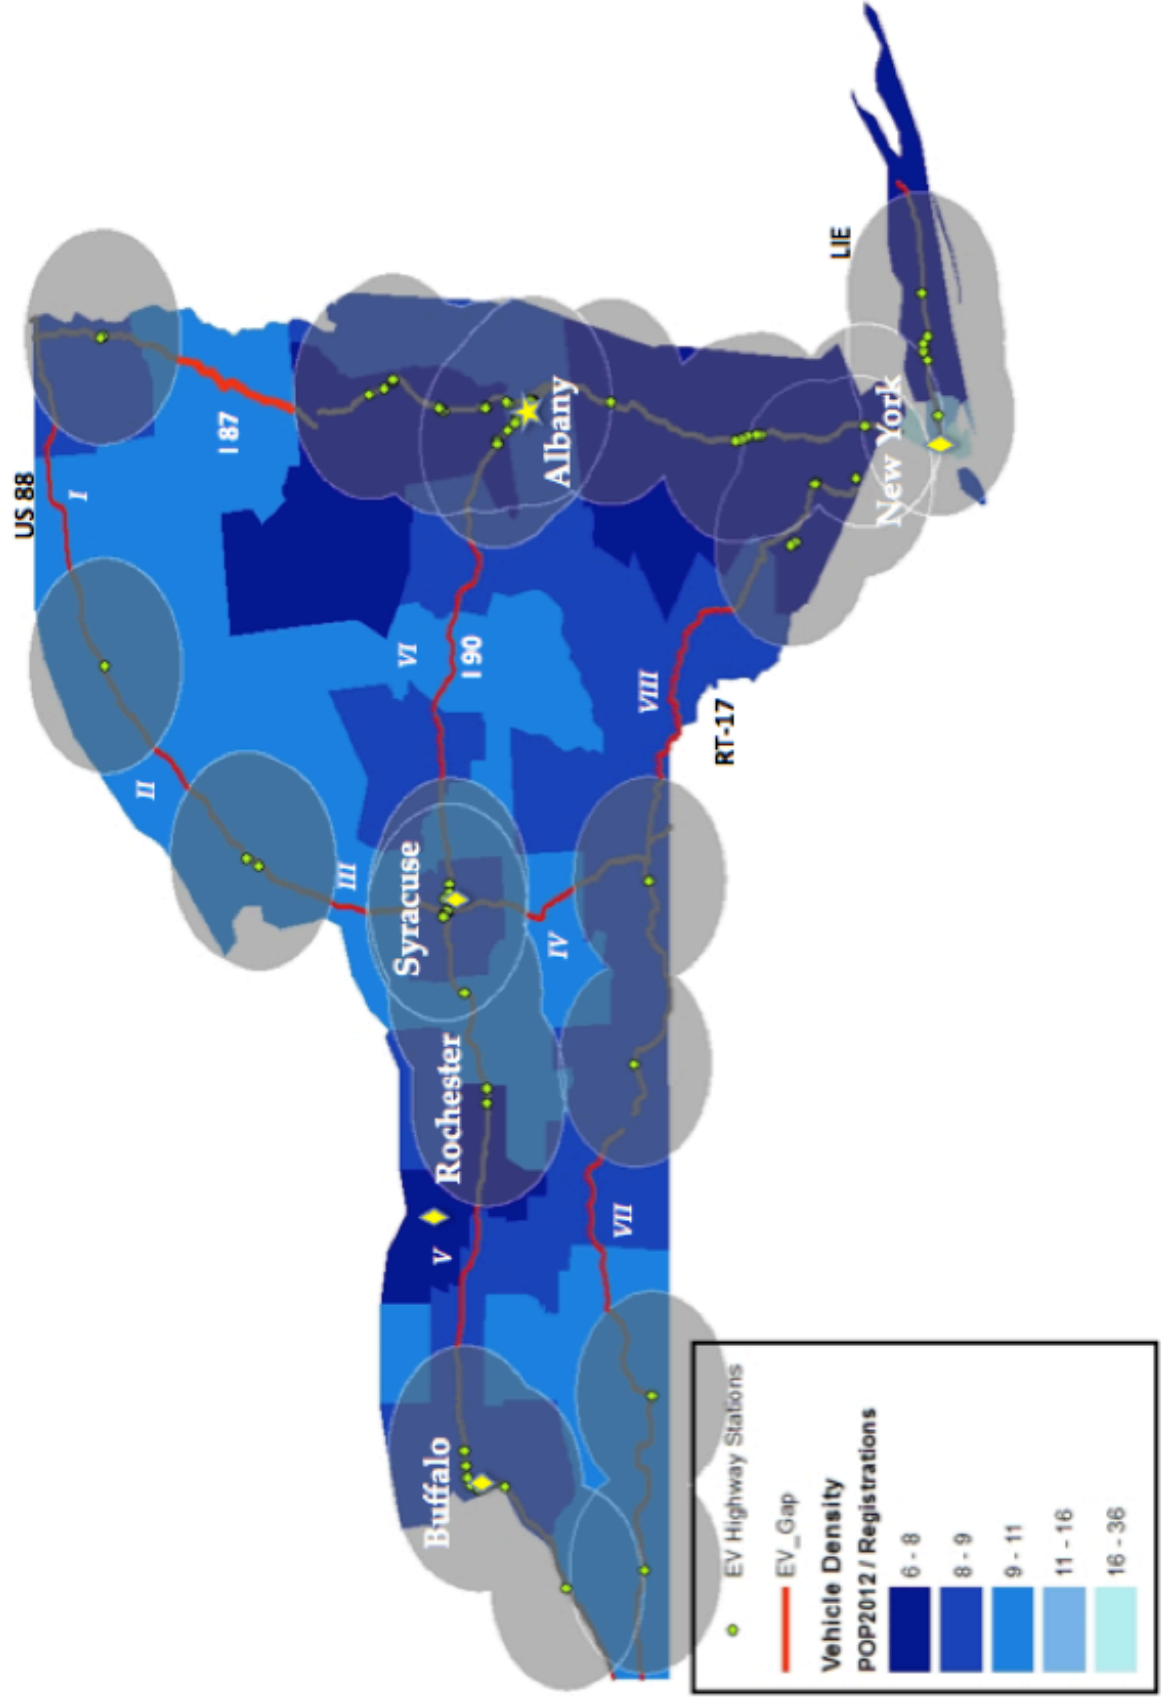 US 88
I
I 87
II
VI
III
I 90
Albany
LIE
New York
Syracuse
VIII
RT-17
IV
Rochester
V
VII
Buffalo
EV Highway Stations
EV_Gap
Vehicle Density
POP2012 / Registrations
6 - 8
8 - 9
9 - 11
11 - 16
16 - 36